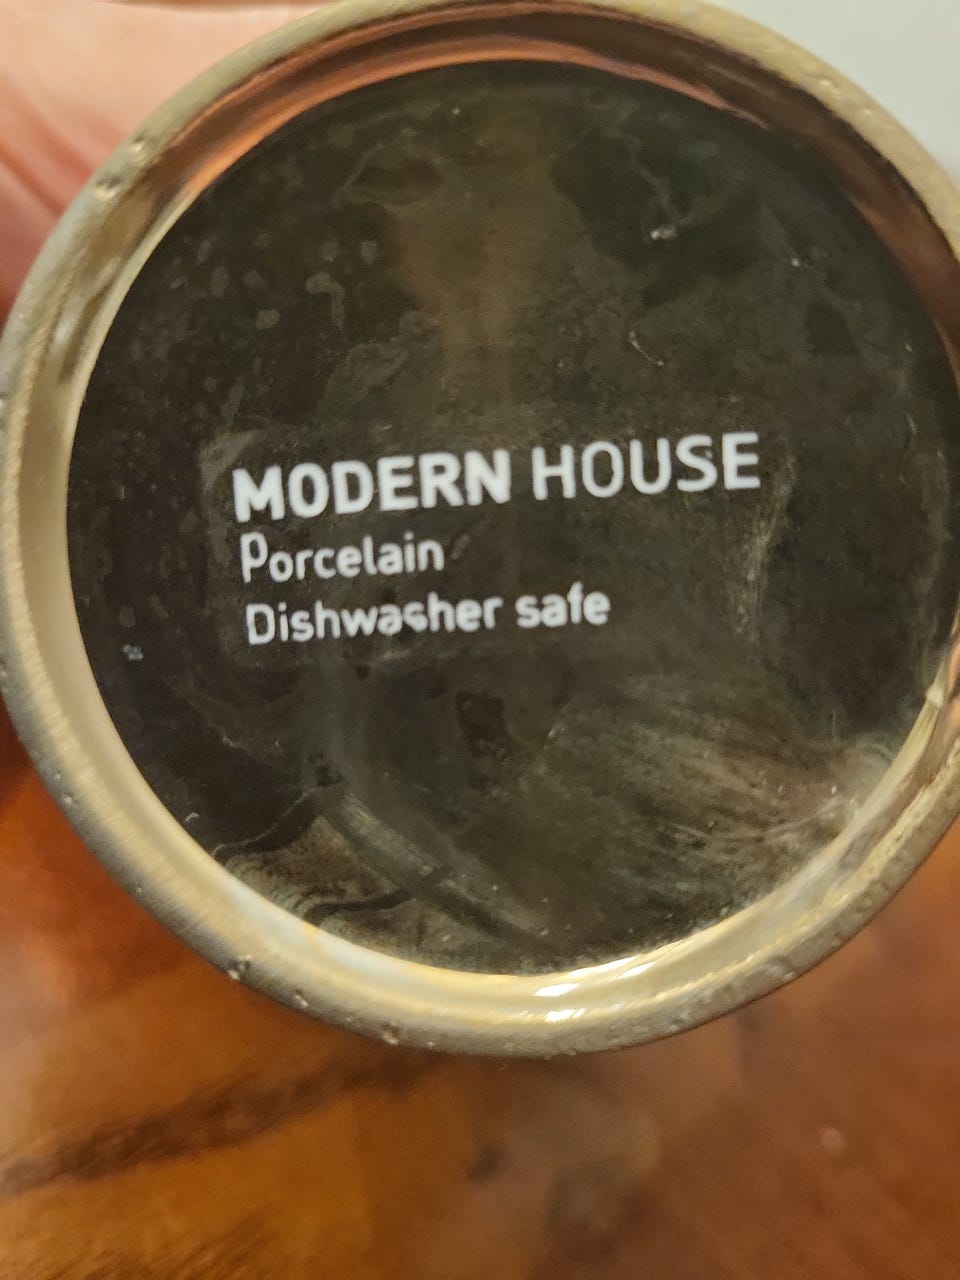 MODERN HOUSE
Porcelain
Dishwasher safe